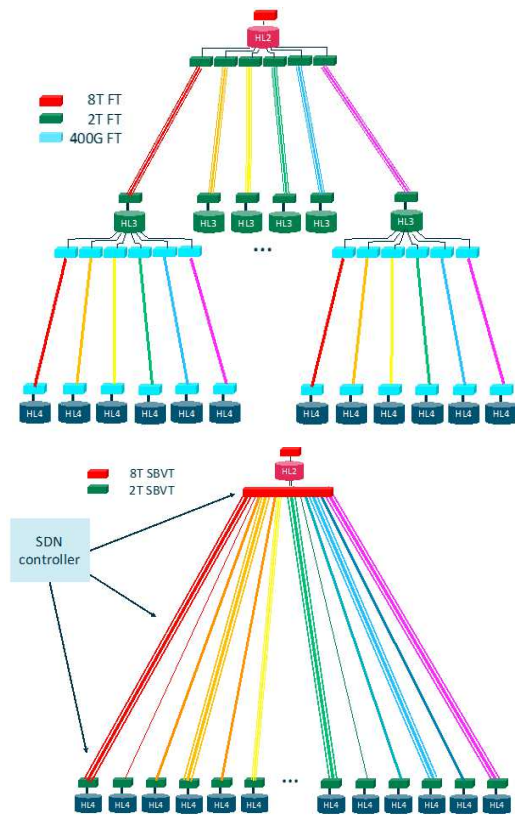 HL2
8T FT
2T FT
400G FT
HL3 HL3 HL3 HL3 HL3 HL3
...
HL4 HL4 HL4 HL4 HL4 HL4 HL4 HL4 HL4 HL4 HL4 HL4
8T SBVT
2T SBVT
HL2
SDN
controller
...
HL4 HL4 HL4 HL4 HL4 HL4 HL4 HL4 HL4 HL4 HL4 HL4